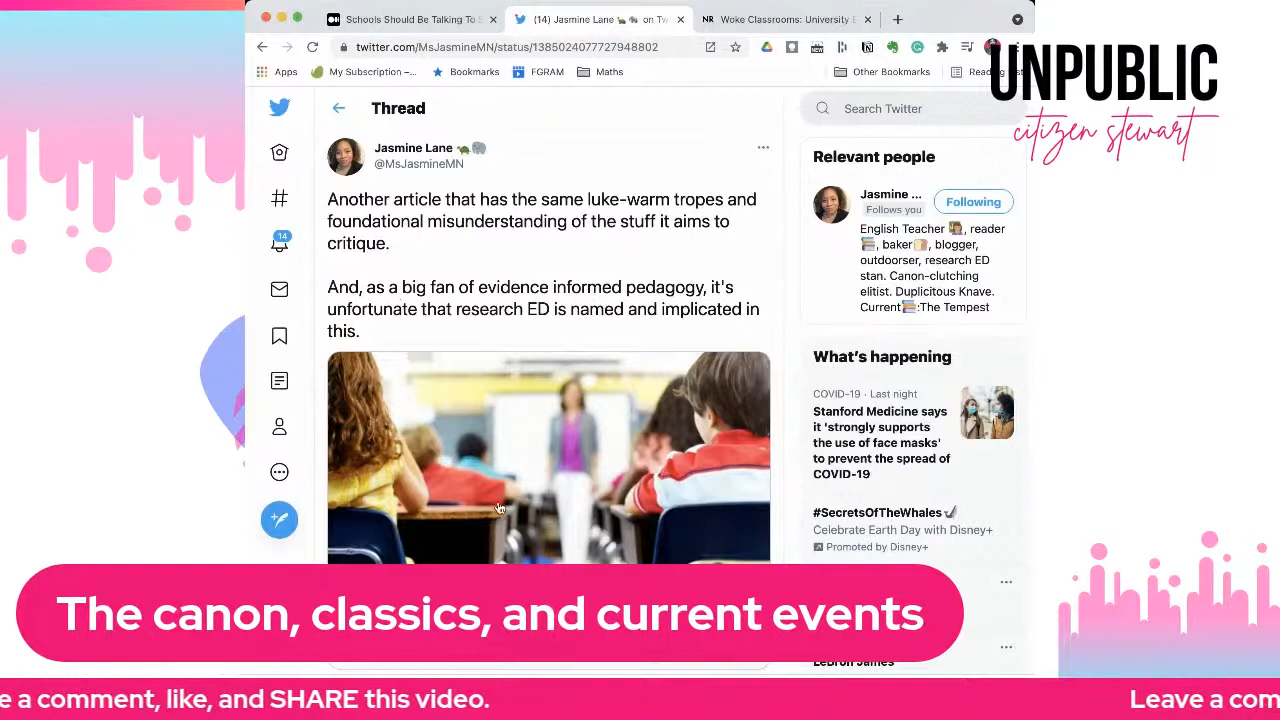 Schools Should Be Talking To S
(14) Jasmine Lane 🐢🐘 on Tw
NR Woke Classrooms: University E
twitter.com/MsJasmineMN/status/1385024077727948802
Apps My Subscription –... Bookmarks FGRAM Maths Other Bookmarks
UNPUBLIC
citizen stewart
Thread
Search Twitter
Jasmine Lane 🐢🐘
@MsJasmineMN
Another article that has the same luke-warm tropes and
foundational misunderstanding of the stuff it aims to
critique.
And, as a big fan of evidence informed pedagogy, it's
unfortunate that research ED is named and implicated in
this.
14
Relevant people
Jasmine ...
Follows you
Following
English Teacher 👩🏽‍🏫, reader
📚, baker🍞, blogger,
outdoorser, research ED
stan. Canon-clutching
elitist. Duplicitous Knave.
Current📚:The Tempest
What's happening
COVID-19 · Last night
Stanford Medicine says
it 'strongly supports
the use of face masks'
to prevent the spread of
COVID-19
#SecretsOfTheWhales
Celebrate Earth Day with Disney+
Promoted by Disney+
LeBron James
The canon, classics, and current events
e a comment, like, and SHARE this video.
Leave a com